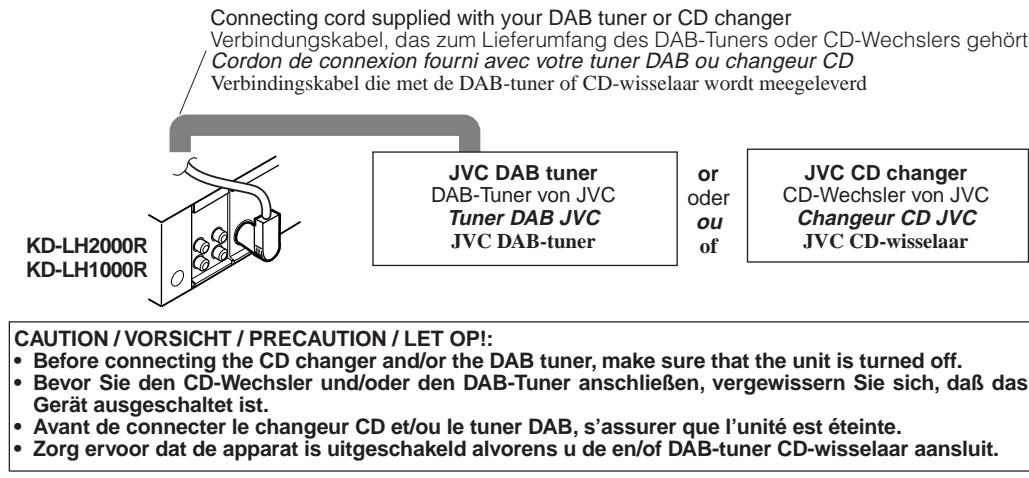 Connecting cord supplied with your DAB tuner or CD changer
Verbindungskabel, das zum Lieferumfang des DAB-Tuners oder CD-Wechslers gehört
Cordon de connexion fourni avec votre tuner DAB ou changeur CD
Verbindingskabel die met de DAB-tuner of CD-wisselaar wordt meegeleverd
JVC DAB tuner
DAB-Tuner von JVC
Tuner DAB JVC
JVC DAB-tuner
or
oder
ou
of
JVC CD changer
CD-Wechsler von JVC
Changeur CD JVC
JVC CD-wisselaar
KD-LH2000R
KD-LH1000R
CAUTION / VORSICHT / PRECAUTION / LET OP!:
• Before connecting the CD changer and/or the DAB tuner, make sure that the unit is turned off.
• Bevor Sie den CD-Wechsler und/oder den DAB-Tuner anschließen, vergewissern Sie sich, daß das
Gerät ausgeschaltet ist.
• Avant de connecter le changeur CD et/ou le tuner DAB, s’assurer que l’unité est éteinte.
• Zorg ervoor dat de apparat is uitgeschakeld alvorens u de en/of DAB-tuner CD-wisselaar aansluit.